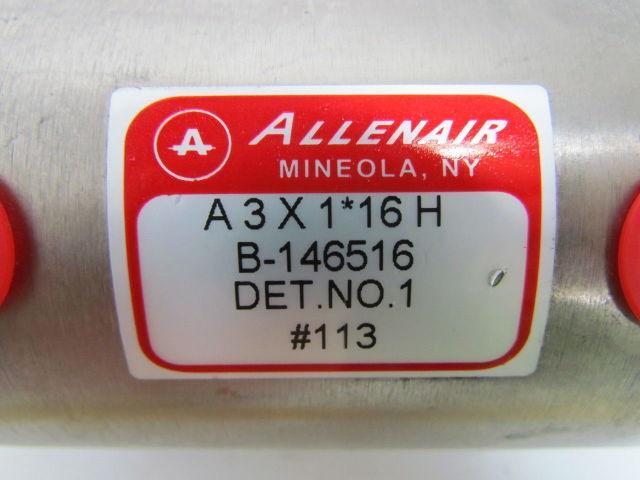 A ALLENAIR
MINEOLA, NY
A 3 X 1*16 H
B-146516
DET.NO.1
#113